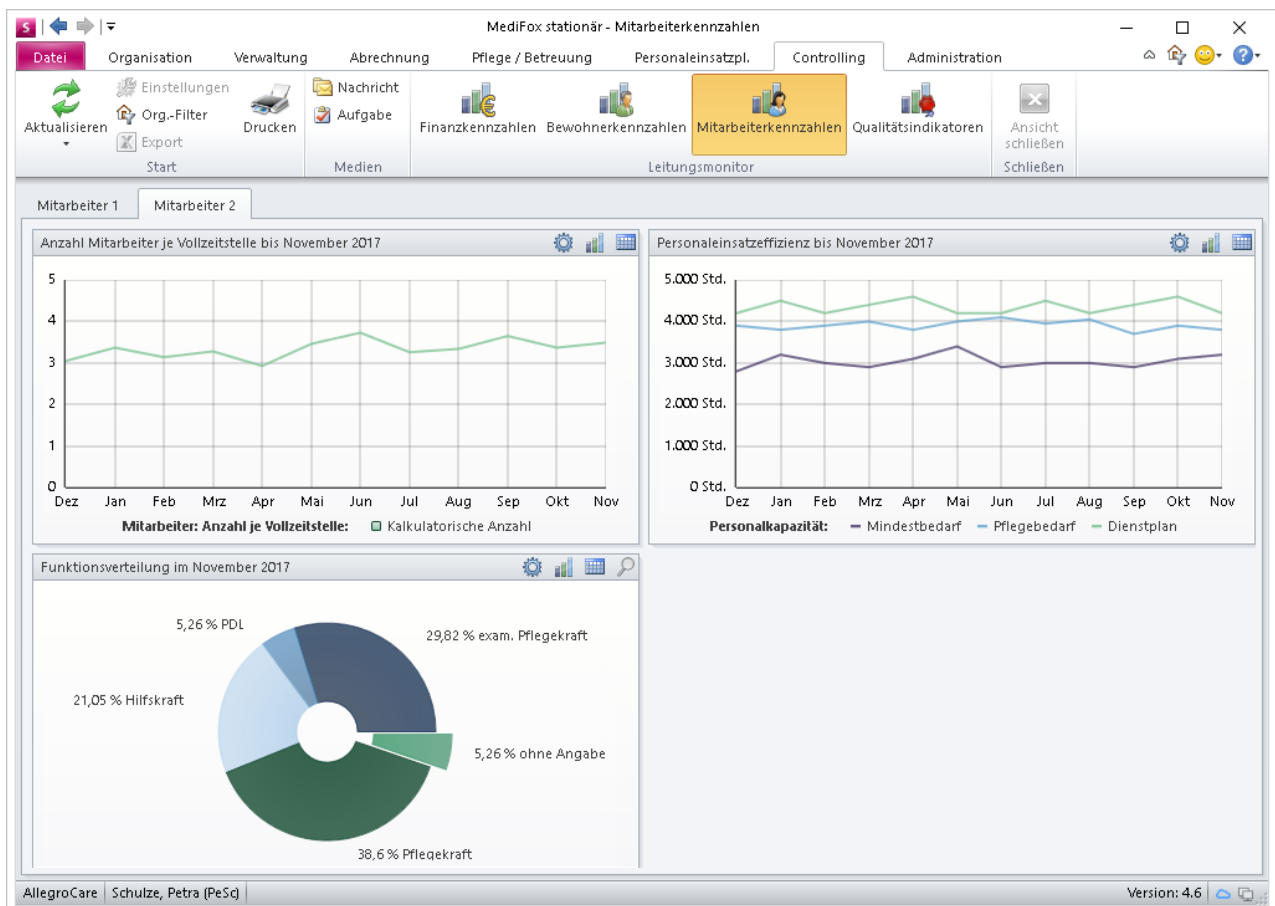 S
MediFox stationär - Mitarbeiterkennzahlen
Datei Organisation Verwaltung Abrechnung Pflege / Betreuung Personaleinsatzpl. Controlling Administration ?
Aktualisieren
Einstellungen
Org.-Filter
Export
Drucken
Start
Nachricht
Aufgabe
Medien
Finanzkennzahlen Bewohnerkennzahlen Mitarbeiterkennzahlen Qualitätsindikatoren
Leitungsmonitor
Ansicht
schließen
Schließen
Mitarbeiter 1 Mitarbeiter 2
Anzahl Mitarbeiter je Vollzeitstelle bis November 2017
5
4
3
2
1
0
Dez Jan Feb Mrz Apr Mai Jun Jul Aug Sep Okt Nov
Mitarbeiter: Anzahl je Vollzeitstelle: Kalkulatorische Anzahl
Personaleinsatzeffizienz bis November 2017
5.000 Std.
4.000 Std.
3.000 Std.
2.000 Std.
1.000 Std.
0 Std.
Dez Jan Feb Mrz Apr Mai Jun Jul Aug Sep Okt Nov
Personalkapazität: Mindestbedarf Pflegebedarf Dienstplan
Funktionsverteilung im November 2017
5,26 % PDL
29,82 % exam. Pflegekraft
21,05 % Hilfskraft
5,26 % ohne Angabe
38,6 % Pflegekraft
AllegroCare Schulze, Petra (PeSc) Version: 4.6